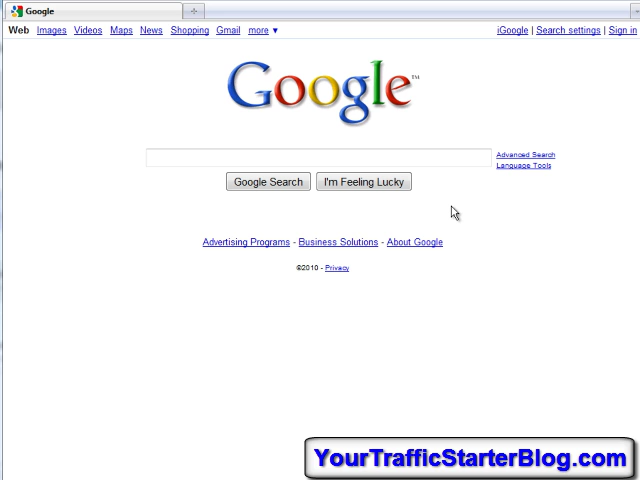 Google
Web Images Videos Maps News Shopping Gmail more ▼ iGoogle | Search settings | Sign in
Google™
Advanced Search
Language Tools
Google Search I'm Feeling Lucky
Advertising Programs - Business Solutions - About Google
©2010 - Privacy
YourTrafficStarterBlog.com